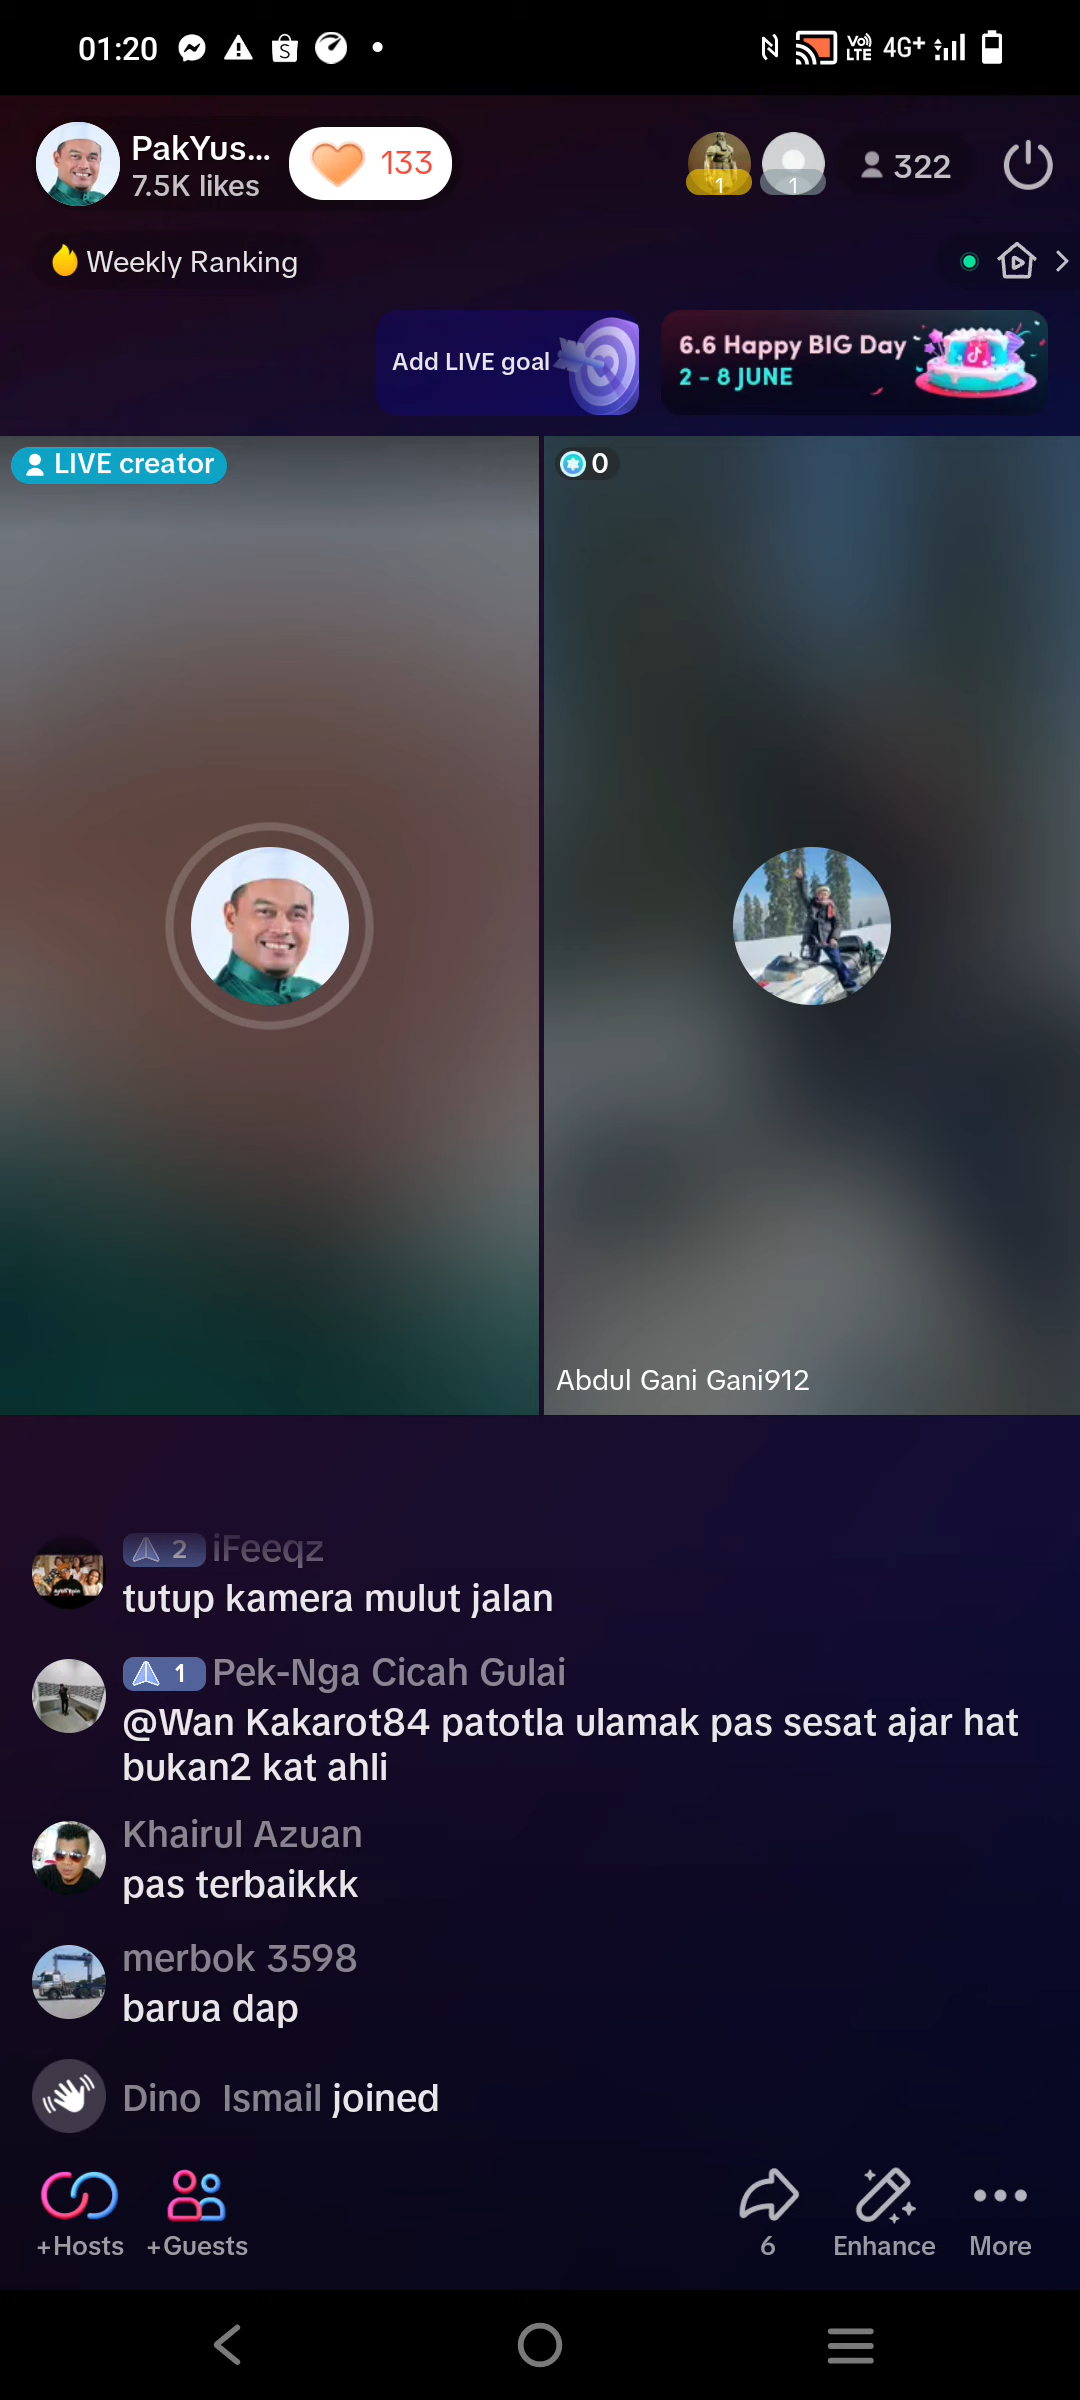 01:20
4G+
PakYus...
7.5K likes
133
1
1
322
Weekly Ranking
Add LIVE goal
6.6 Happy BIG Day
2 - 8 JUNE
LIVE creator
0
Abdul Gani Gani912
2 iFeeqz
tutup kamera mulut jalan
1 Pek-Nga Cicah Gulai
@Wan Kakarot84 patotla ulamak pas sesat ajar hat
bukan2 kat ahli
Khairul Azuan
pas terbaikkk
merbok 3598
barua dap
Dino Ismail joined
+Hosts
+Guests
6
Enhance
More